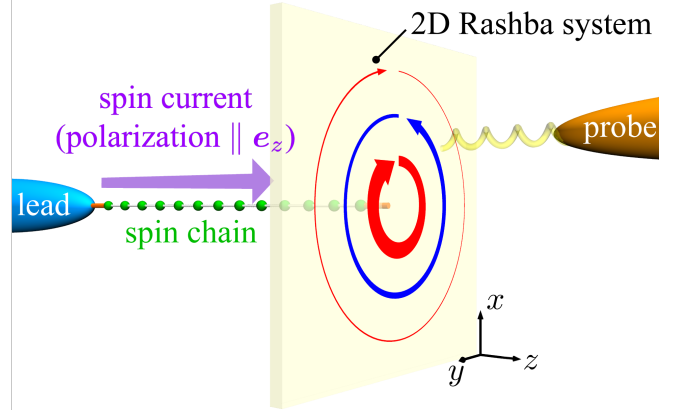 2D Rashba system
spin current
(polarization ∥ e_z)
probe
lead
spin chain
x
y
z